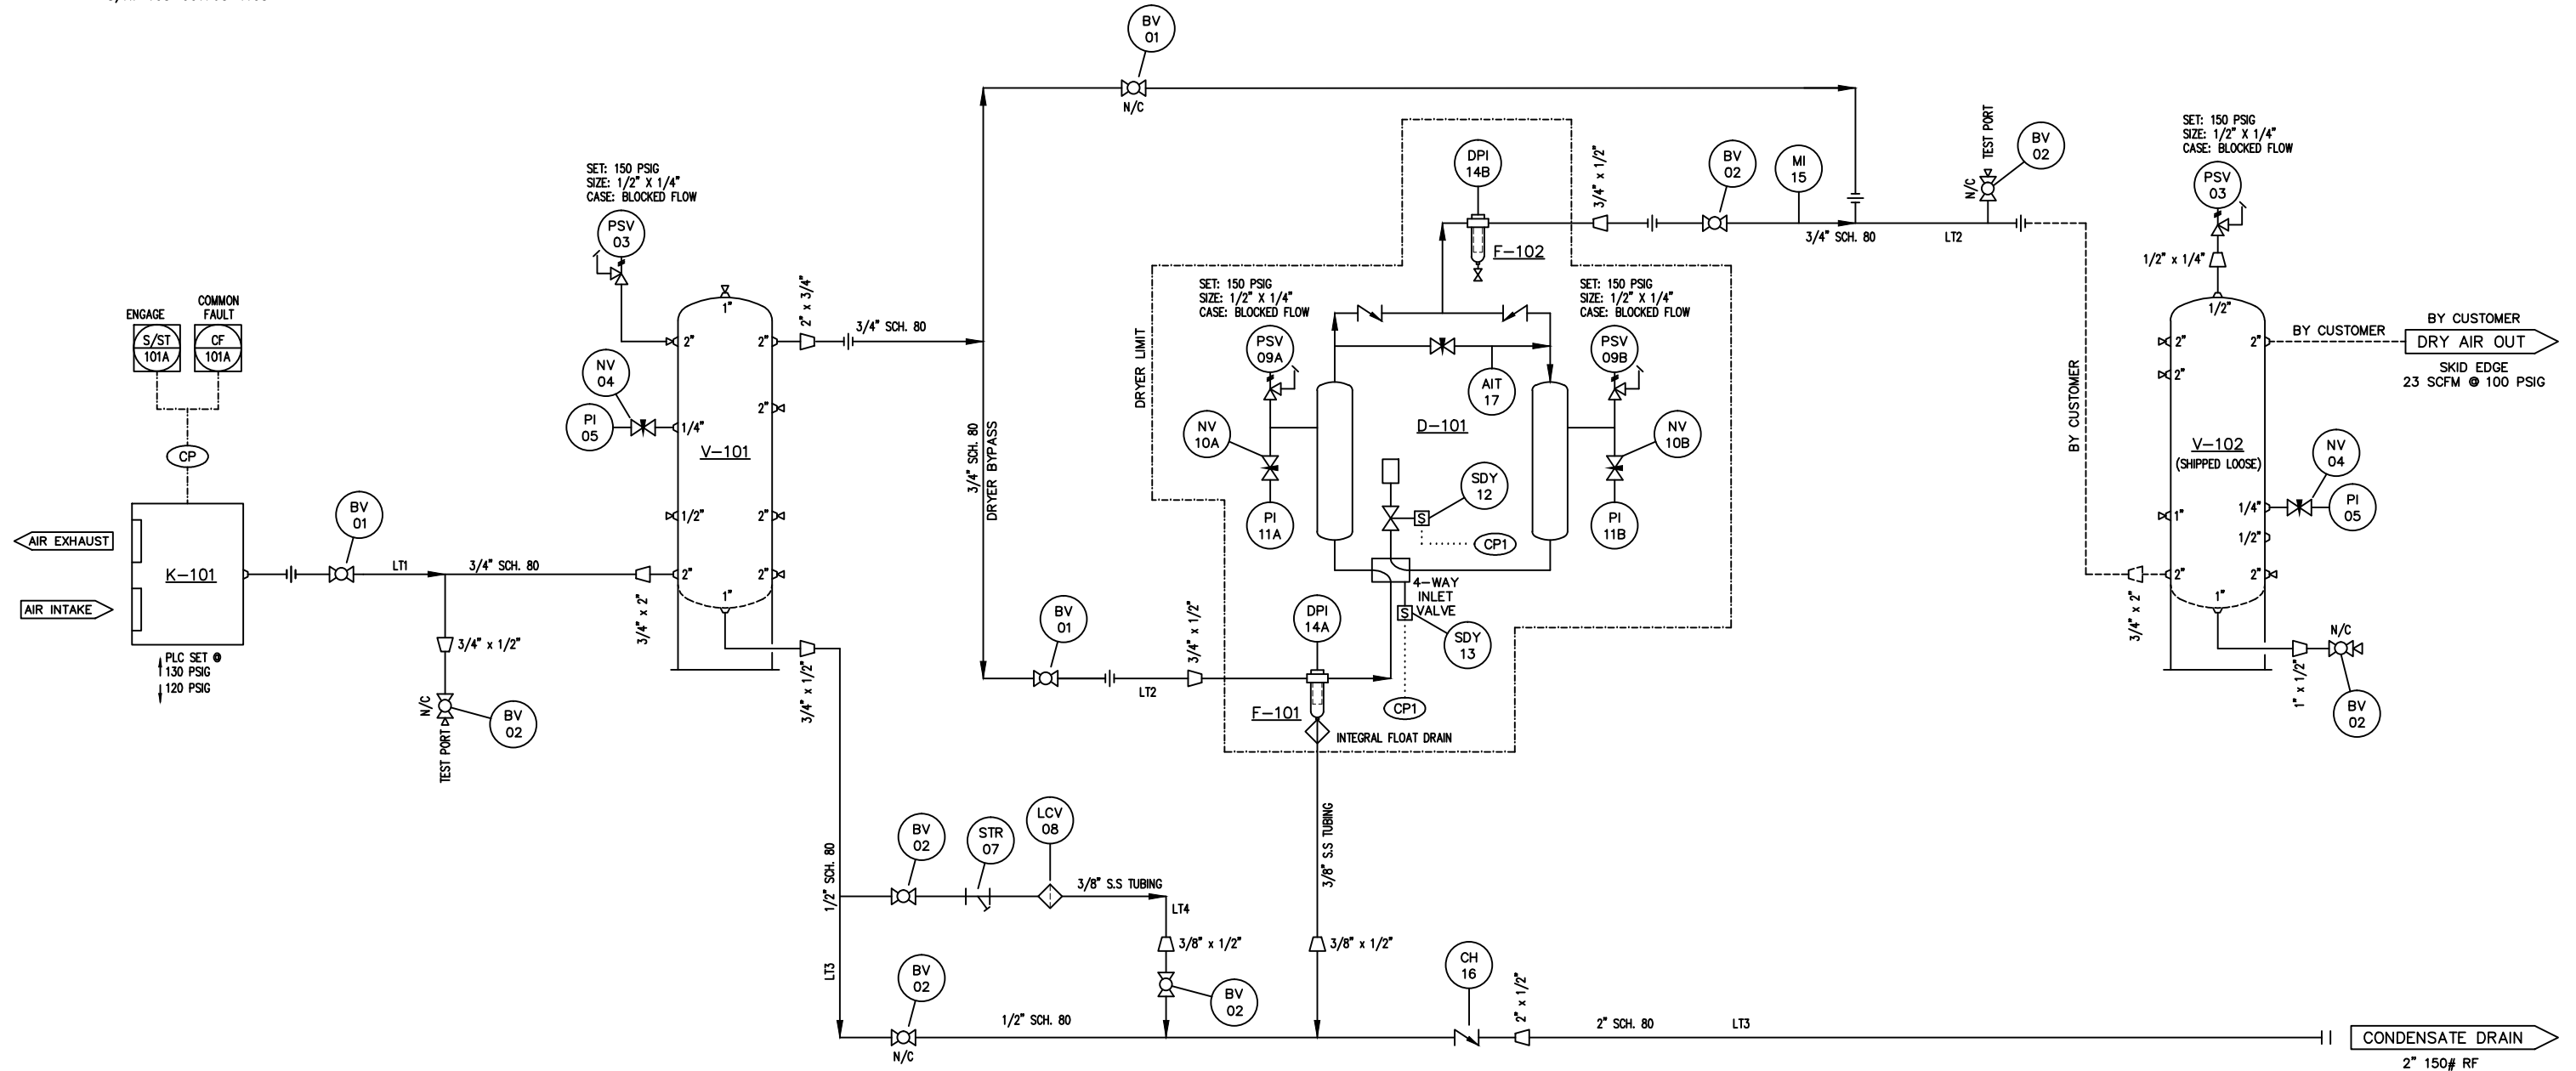 BV
01
N/C
SET: 150 PSIG
SIZE: 1/2" X 1/4"
CASE: BLOCKED FLOW
PSV
03
ENGAGE
S/ST
101A
COMMON
FAULT
CF
101A
CP
K-101
AIR EXHAUST
AIR INTAKE
PLC SET @
130 PSIG
120 PSIG
BV
01
LT1
3/4" SCH. 80
3/4" x 1/2"
N/C
BV
02
TEST PORT
3/4" x 2"
NV
04
PI
05
V-101
1"
2"
2"
2"
1/4"
1/2"
2"
2"
2"
1"
2" x 3/4"
3/4" SCH. 80
3/4" x 1/2"
3/4" SCH. 80
DRYER BYPASS
BV
01
LT2
3/4" x 1/2"
DRYER LIMIT
SET: 150 PSIG
SIZE: 1/2" X 1/4"
CASE: BLOCKED FLOW
PSV
09A
NV
10A
PI
11A
DPI
14B
F-102
AIT
17
D-101
SDY
12
S
CP1
4-WAY
INLET
VALVE
S
SDY
13
CP1
DPI
14A
F-101
INTEGRAL FLOAT DRAIN
SET: 150 PSIG
SIZE: 1/2" X 1/4"
CASE: BLOCKED FLOW
PSV
09B
NV
10B
PI
11B
3/4" x 1/2"
BV
02
MI
15
3/4" SCH. 80
LT2
TEST PORT
N/C
BV
02
BY CUSTOMER
3/4" x 2"
SET: 150 PSIG
SIZE: 1/2" X 1/4"
CASE: BLOCKED FLOW
PSV
03
1/2" x 1/4"
1/2"
2"
2"
2"
V-102
(SHIPPED LOOSE)
1"
1/4"
1/2"
2"
2"
1"
NV
04
PI
05
BY CUSTOMER
BY CUSTOMER
DRY AIR OUT
SKID EDGE
23 SCFM @ 100 PSIG
N/C
1" x 1/2"
BV
02
1/2" SCH. 80
LT3
BV
02
STR
07
LCV
08
3/8" S.S TUBING
LT4
3/8" x 1/2"
BV
02
BV
02
N/C
1/2" SCH. 80
3/8" S.S TUBING
3/8" x 1/2"
CH
16
2" x 1/2"
2" SCH. 80
LT3
CONDENSATE DRAIN
2" 150# RF